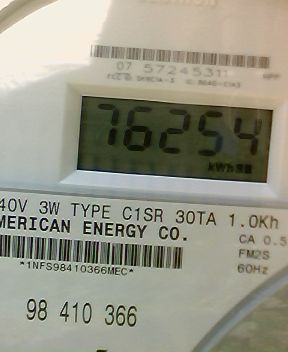 07 57245311
76254
kWh
40V 3W TYPE C1SR 30TA 1.0Kh
MERICAN ENERGY CO.
CA 0.5
FM2S
*1NFS98410366MEC*
60Hz
98 410 366